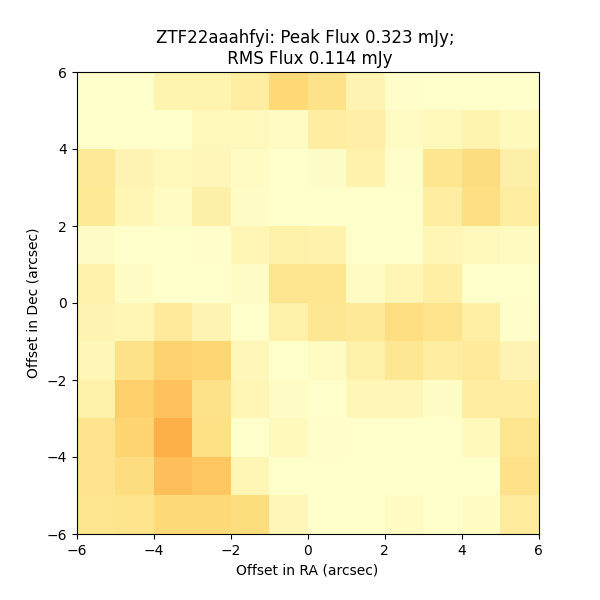 ZTF22aaahfyi: Peak Flux 0.323 mJy;
RMS Flux 0.114 mJy
6
4
2
0
−2
−4
−6
Offset in Dec (arcsec)
−6 −4 −2 0 2 4 6
Offset in RA (arcsec)